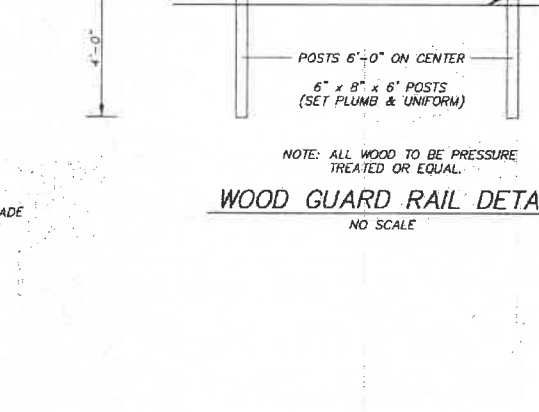 4'-0"
POSTS 6'-0" ON CENTER
6" x 8" x 6' POSTS
(SET PLUMB & UNIFORM)
NOTE: ALL WOOD TO BE PRESSURE
TREATED OR EQUAL.
WOOD GUARD RAIL DETA
NO SCALE
ADE